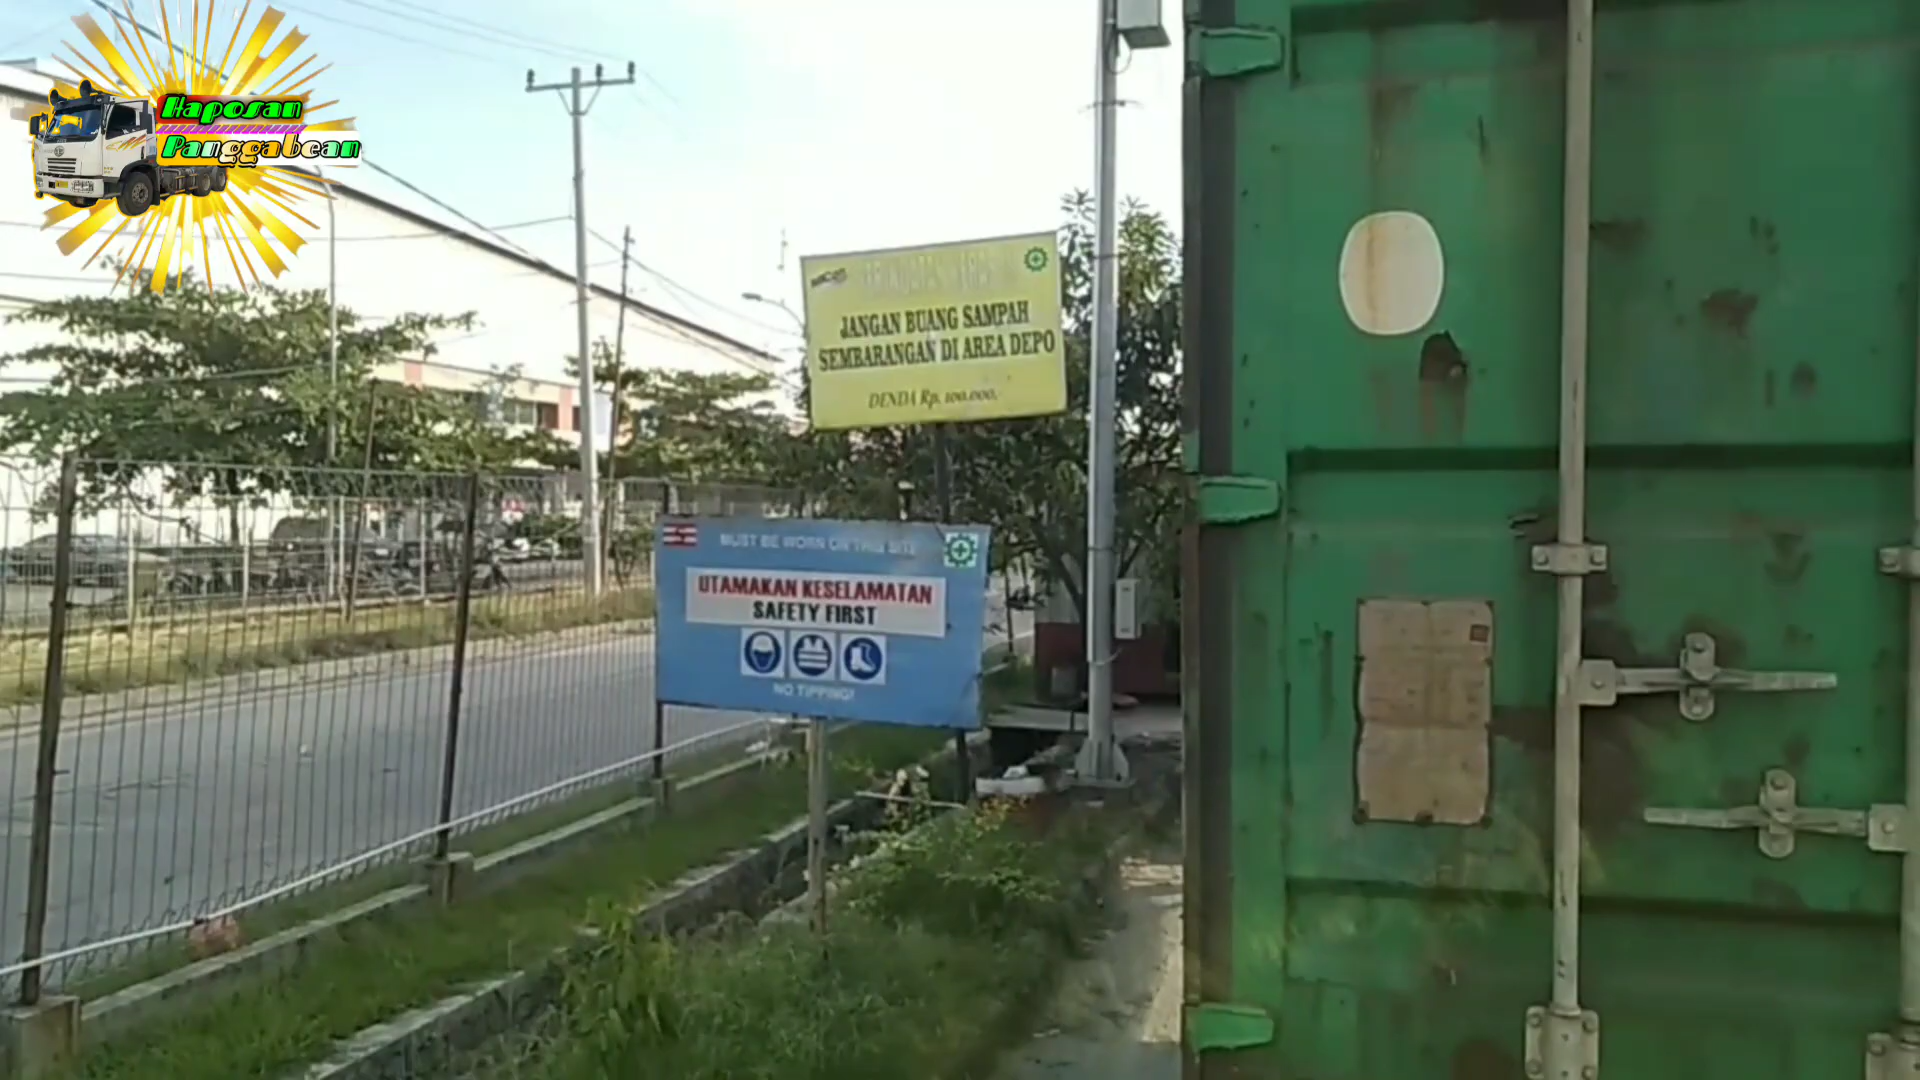 Haposan
Panggabean
JANGAN BUANG SAMPAH
SEMBARANGAN DI AREA DEPO
DENDA Rp. 100.000,-
MUST BE WORN ON THIS SITE
UTAMAKAN KESELAMATAN
SAFETY FIRST
NO TIPPING!